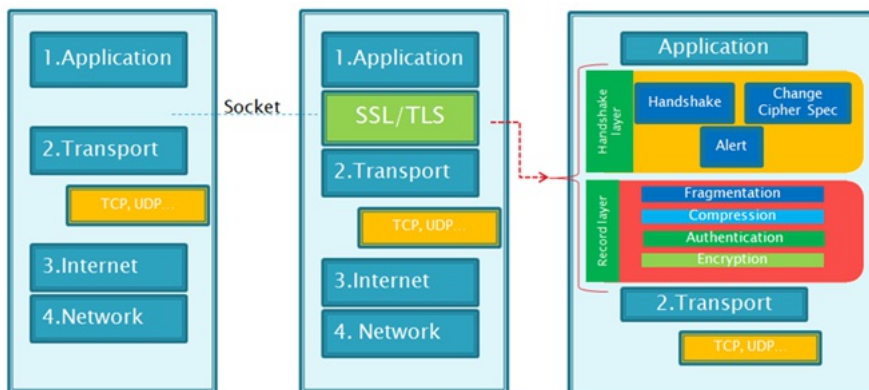 1.Application
2.Transport
TCP, UDP...
3.Internet
4.Network
Socket
1.Application
SSL/TLS
2.Transport
TCP, UDP...
3.Internet
4. Network
Application
Handshake layer
Handshake
Change
Cipher Spec
Alert
Record layer
Fragmentation
Compression
Authentication
Encryption
2.Transport
TCP, UDP...